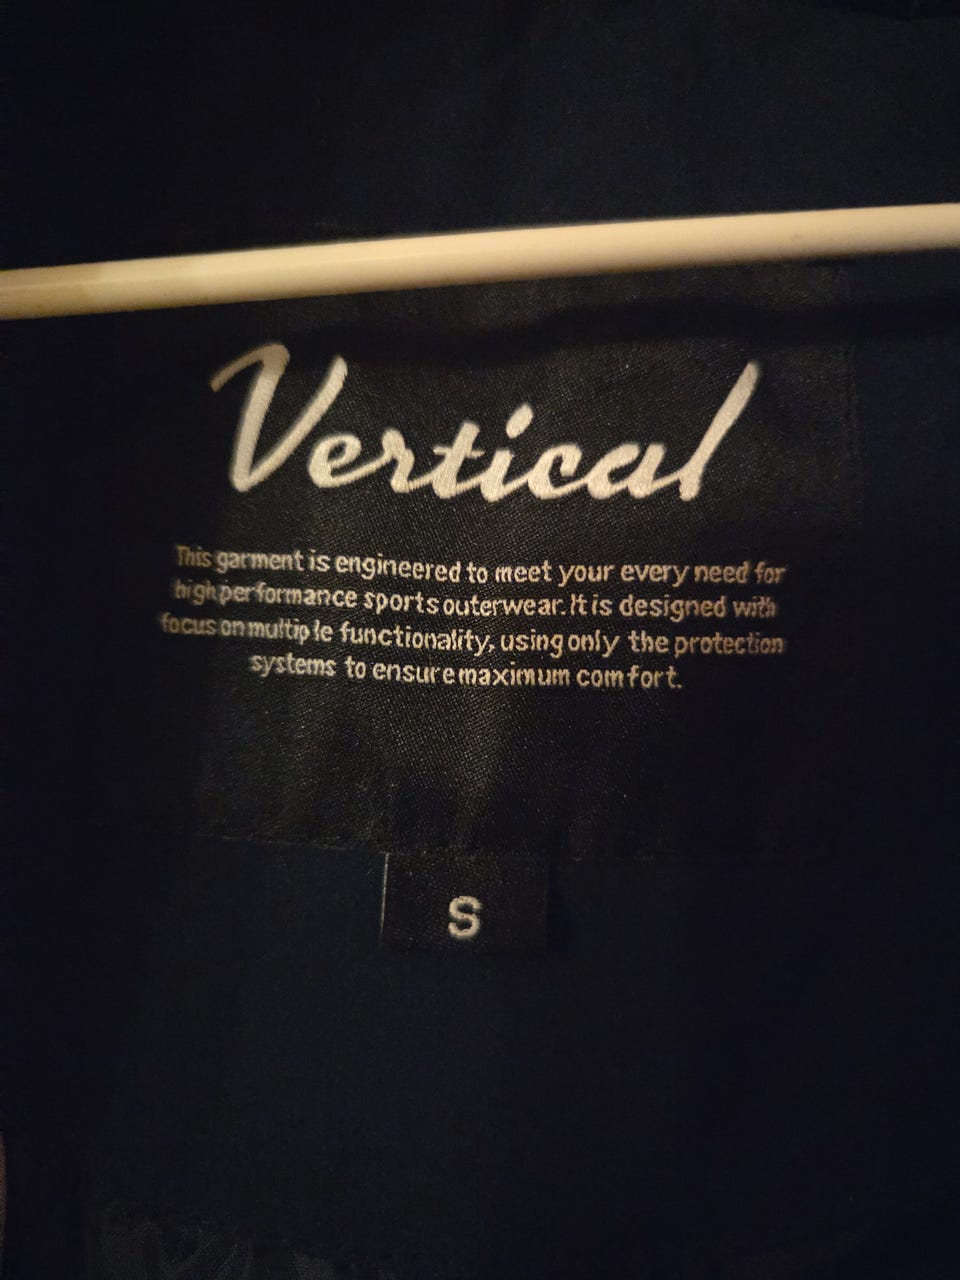 Vertical
This garment is engineered to meet your every need for
high performance sports outerwear. It is designed with
focus on multiple functionality, using only the protection
systems to ensure maximum comfort.
S